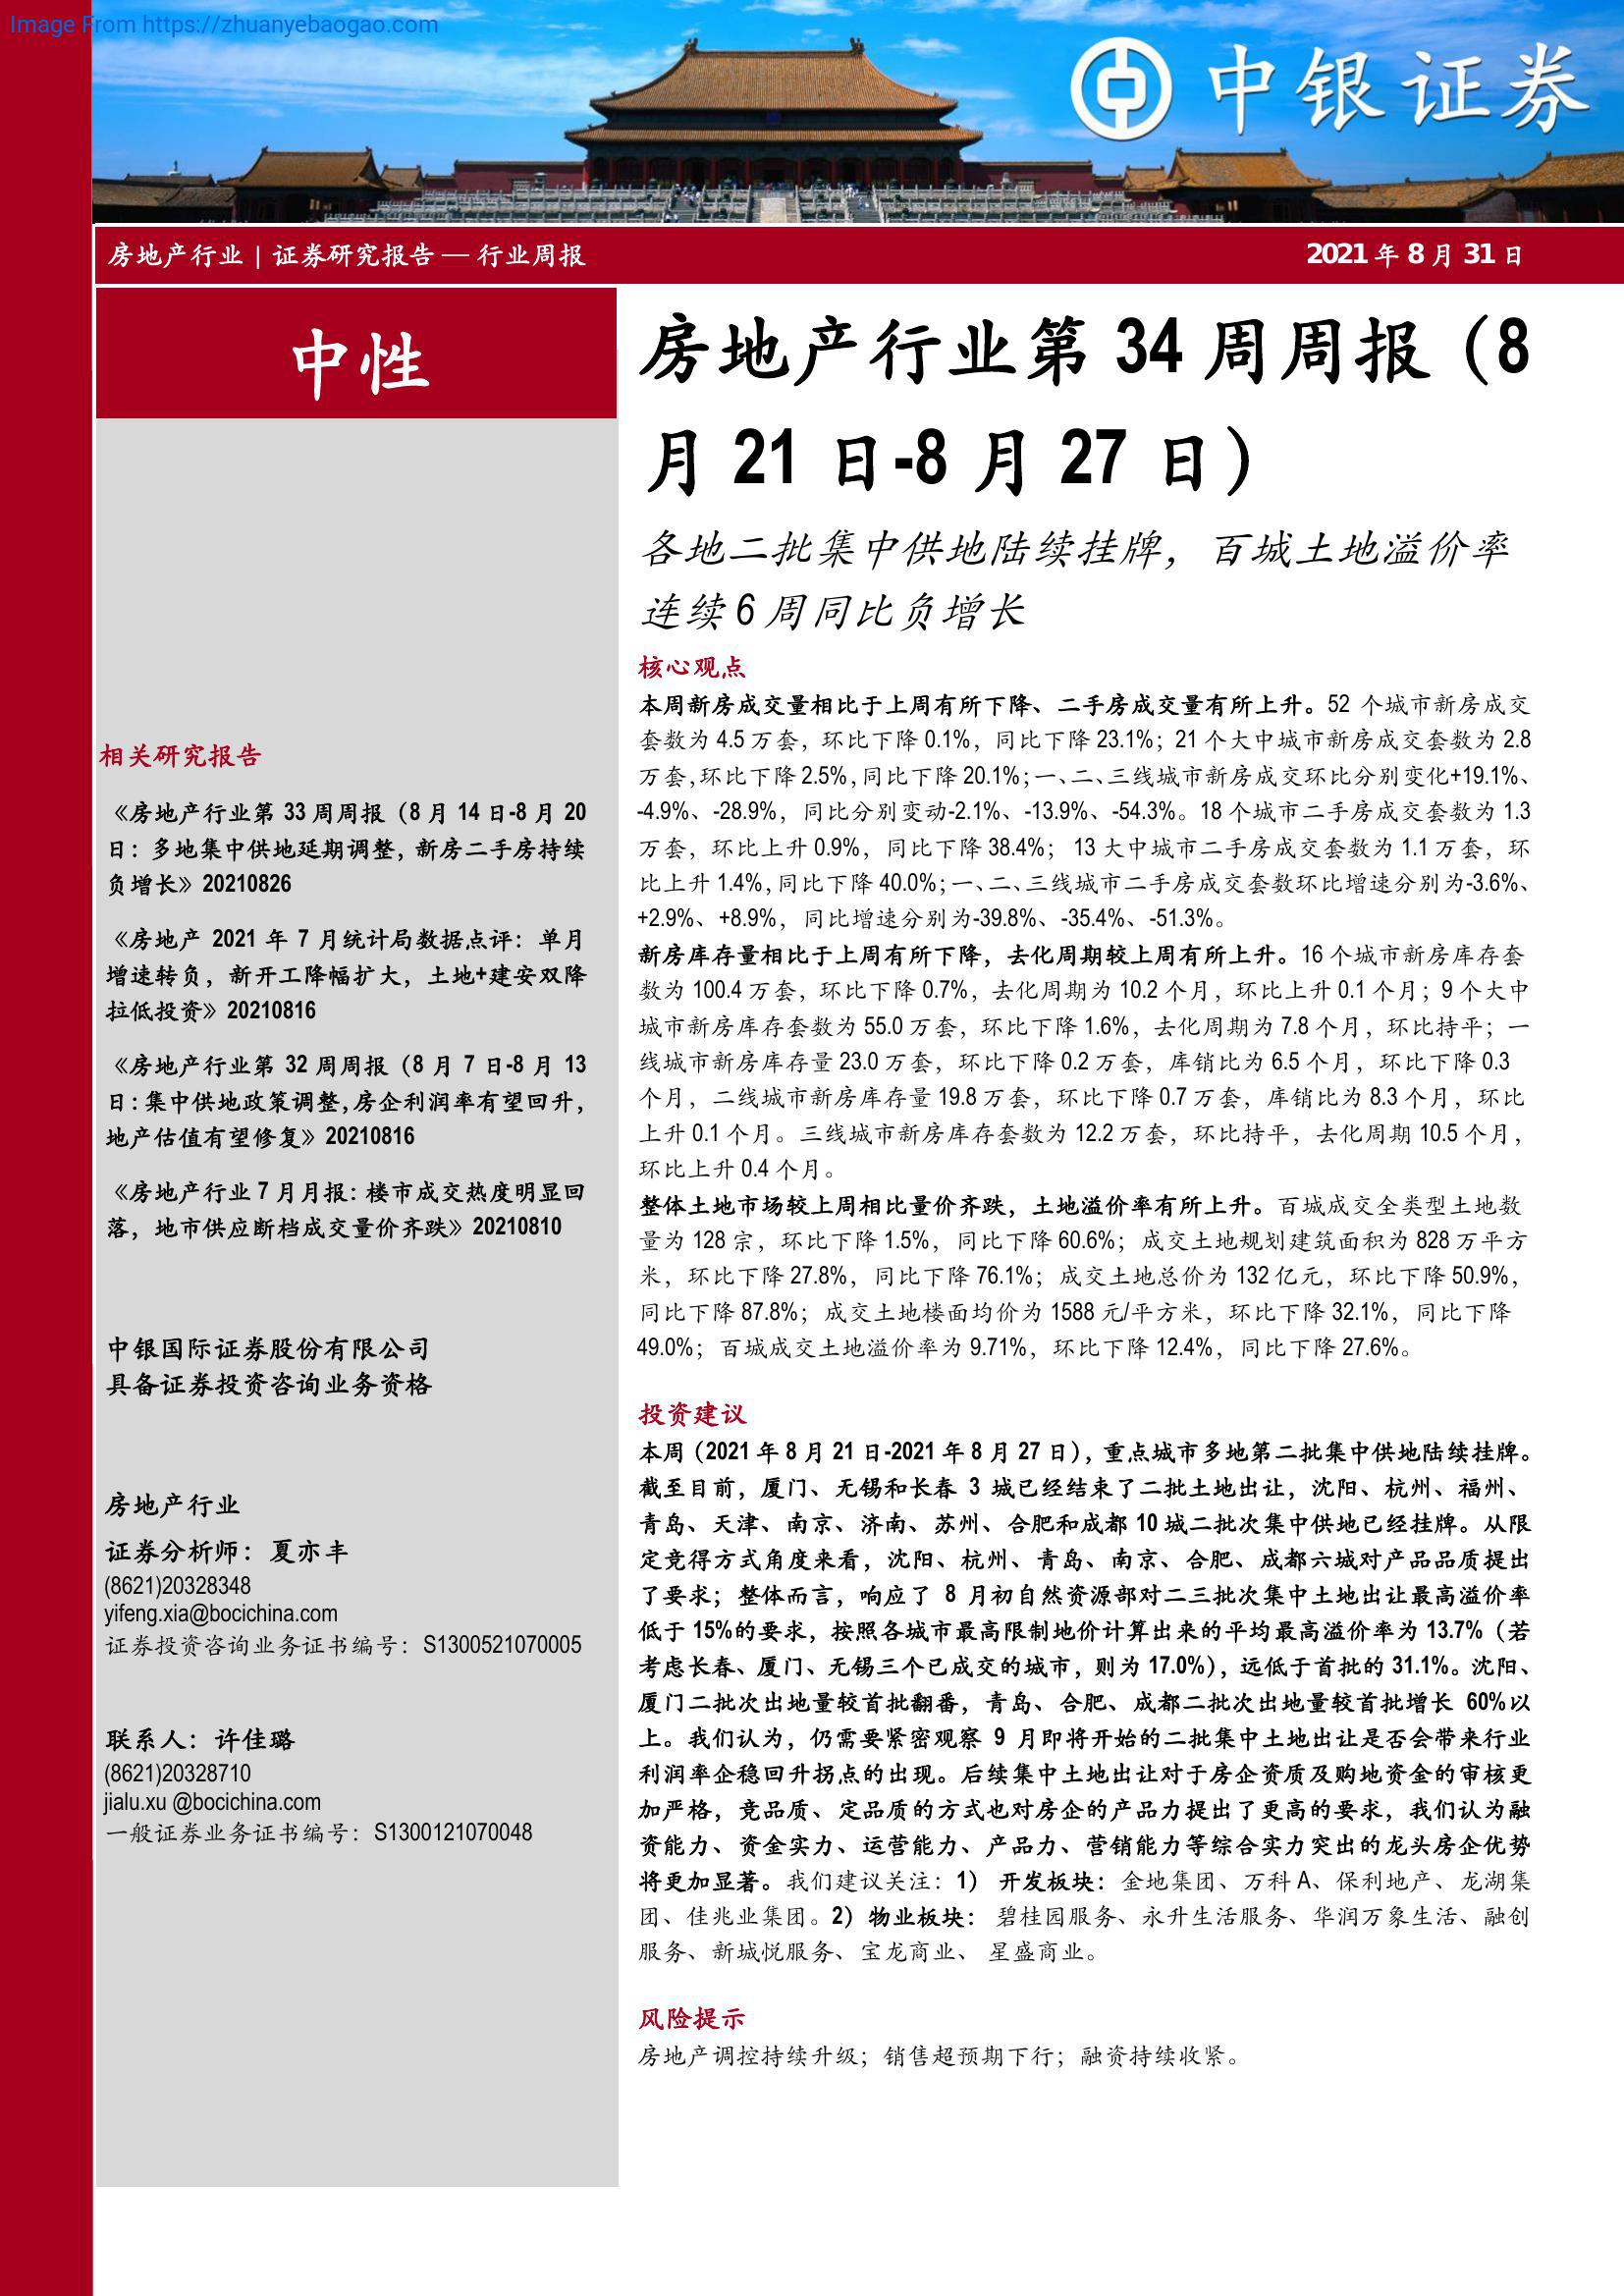 Image From https://zhuanyebaogao.com
中银证券
房地产行业 | 证券研究报告 — 行业周报
2021 年 8 月 31 日
中性
相关研究报告
《房地产行业第 33 周周报（8 月 14 日-8 月 20
日：多地集中供地延期调整，新房二手房持续
负增长》20210826
《房地产 2021 年 7 月统计局数据点评：单月
增速转负，新开工降幅扩大，土地+建安双降
拉低投资》20210816
《房地产行业第 32 周周报（8 月 7 日-8 月 13
日：集中供地政策调整，房企利润率有望回升，
地产估值有望修复》20210816
《房地产行业 7 月月报：楼市成交热度明显回
落，地市供应断档成交量价齐跌》20210810
中银国际证券股份有限公司
具备证券投资咨询业务资格
房地产行业
证券分析师：夏亦丰
(8621)20328348
yifeng.xia@bocichina.com
证券投资咨询业务证书编号：S1300521070005
联系人：许佳璐
(8621)20328710
jialu.xu @bocichina.com
一般证券业务证书编号：S1300121070048
房地产行业第 34 周周报（8
月 21 日-8 月 27 日）
各地二批集中供地陆续挂牌，百城土地溢价率
连续 6 周同比负增长
核心观点
本周新房成交量相比于上周有所下降、二手房成交量有所上升。52 个城市新房成交
套数为 4.5 万套，环比下降 0.1%，同比下降 23.1%；21 个大中城市新房成交套数为 2.8
万套，环比下降 2.5%，同比下降 20.1%；一、二、三线城市新房成交环比分别变化+19.1%、
-4.9%、-28.9%，同比分别变动-2.1%、-13.9%、-54.3%。18 个城市二手房成交套数为 1.3
万套，环比上升 0.9%，同比下降 38.4%； 13 大中城市二手房成交套数为 1.1 万套，环
比上升 1.4%，同比下降 40.0%；一、二、三线城市二手房成交套数环比增速分别为-3.6%、
+2.9%、+8.9%，同比增速分别为-39.8%、-35.4%、-51.3%。
新房库存量相比于上周有所下降，去化周期较上周有所上升。16 个城市新房库存套
数为 100.4 万套，环比下降 0.7%，去化周期为 10.2 个月，环比上升 0.1 个月；9 个大中
城市新房库存套数为 55.0 万套，环比下降 1.6%，去化周期为 7.8 个月，环比持平；一
线城市新房库存量 23.0 万套，环比下降 0.2 万套，库销比为 6.5 个月，环比下降 0.3
个月，二线城市新房库存量 19.8 万套，环比下降 0.7 万套，库销比为 8.3 个月，环比
上升 0.1 个月。三线城市新房库存套数为 12.2 万套，环比持平，去化周期 10.5 个月，
环比上升 0.4 个月。
整体土地市场较上周相比量价齐跌，土地溢价率有所上升。百城成交全类型土地数
量为 128 宗，环比下降 1.5%，同比下降 60.6%；成交土地规划建筑面积为 828 万平方
米，环比下降 27.8%，同比下降 76.1%；成交土地总价为 132 亿元，环比下降 50.9%，
同比下降 87.8%；成交土地楼面均价为 1588 元/平方米，环比下降 32.1%，同比下降
49.0%；百城成交土地溢价率为 9.71%，环比下降 12.4%，同比下降 27.6%。
投资建议
本周（2021 年 8 月 21 日-2021 年 8 月 27 日），重点城市多地第二批集中供地陆续挂牌。
截至目前，厦门、无锡和长春 3 城已经结束了二批土地出让，沈阳、杭州、福州、
青岛、天津、南京、济南、苏州、合肥和成都 10 城二批次集中供地已经挂牌。从限
定竞得方式角度来看，沈阳、杭州、青岛、南京、合肥、成都六城对产品品质提出
了要求；整体而言，响应了 8 月初自然资源部对二三批次集中土地出让最高溢价率
低于 15%的要求，按照各城市最高限制地价计算出来的平均最高溢价率为 13.7%（若
考虑长春、厦门、无锡三个已成交的城市，则为 17.0%），远低于首批的 31.1%。沈阳、
厦门二批次出地量较首批翻番，青岛、合肥、成都二批次出地量较首批增长 60%以
上。我们认为，仍需要紧密观察 9 月即将开始的二批集中土地出让是否会带来行业
利润率企稳回升拐点的出现。后续集中土地出让对于房企资质及购地资金的审核更
加严格，竞品质、定品质的方式也对房企的产品力提出了更高的要求，我们认为融
资能力、资金实力、运营能力、产品力、营销能力等综合实力突出的龙头房企优势
将更加显著。我们建议关注：1） 开发板块：金地集团、万科 A、保利地产、龙湖集
团、佳兆业集团。2）物业板块： 碧桂园服务、永升生活服务、华润万象生活、融创
服务、新城悦服务、宝龙商业、 星盛商业。
风险提示
房地产调控持续升级；销售超预期下行；融资持续收紧。